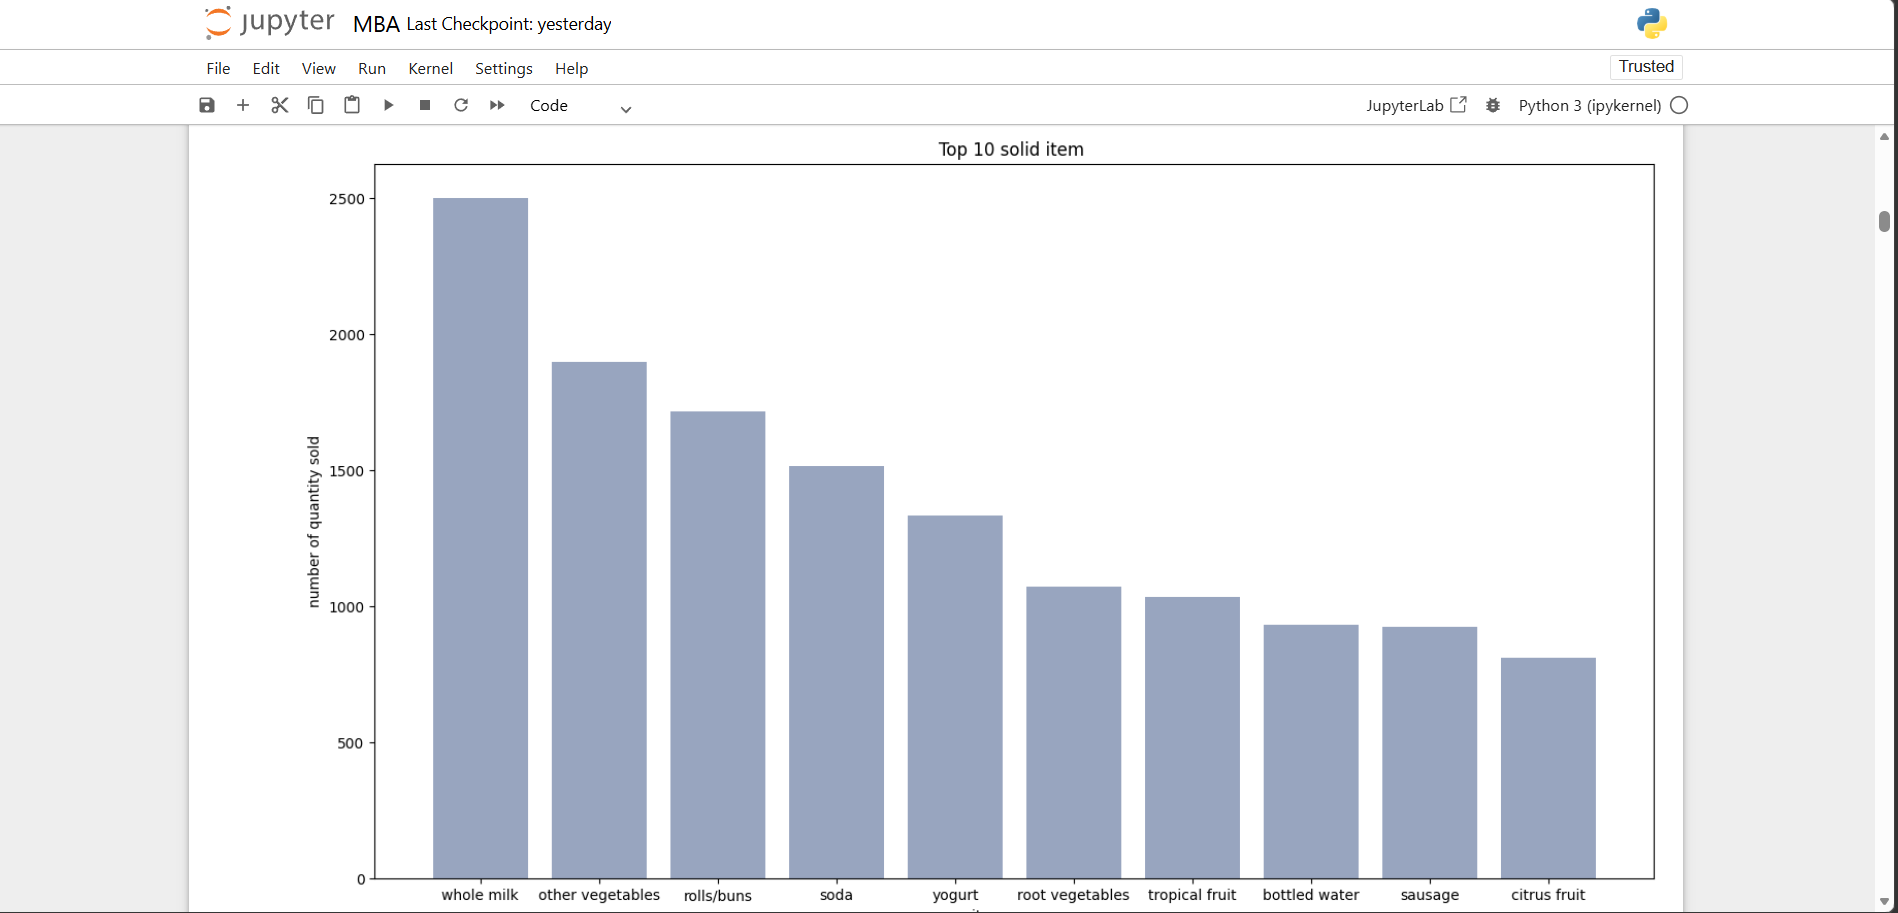 jupyter MBA Last Checkpoint: yesterday
File Edit View Run Kernel Settings Help Trusted
Code JupyterLab Python 3 (ipykernel)
Top 10 solid item
2500
2000
1500
1000
500
0
number of quantity sold
whole milk other vegetables rolls/buns soda yogurt root vegetables tropical fruit bottled water sausage citrus fruit